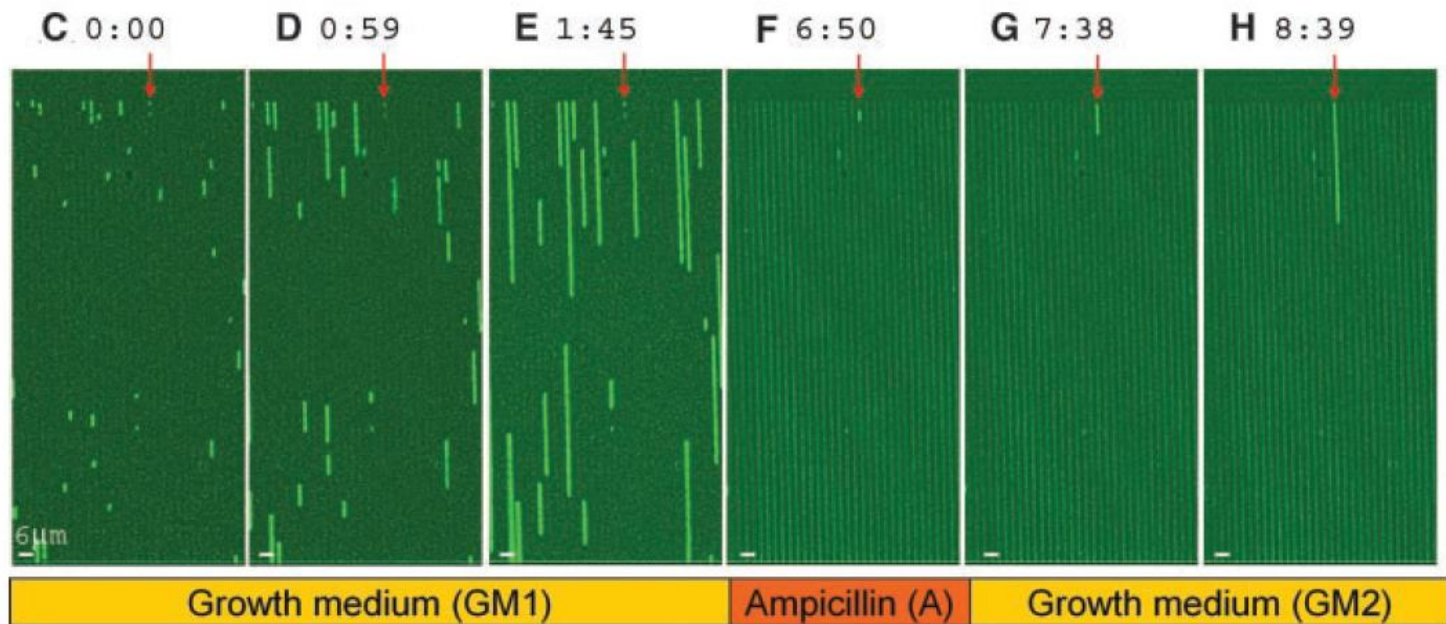 C 0:00 D 0:59 E 1:45 F 6:50 G 7:38 H 8:39
6µm
Growth medium (GM1) Ampicillin (A) Growth medium (GM2)